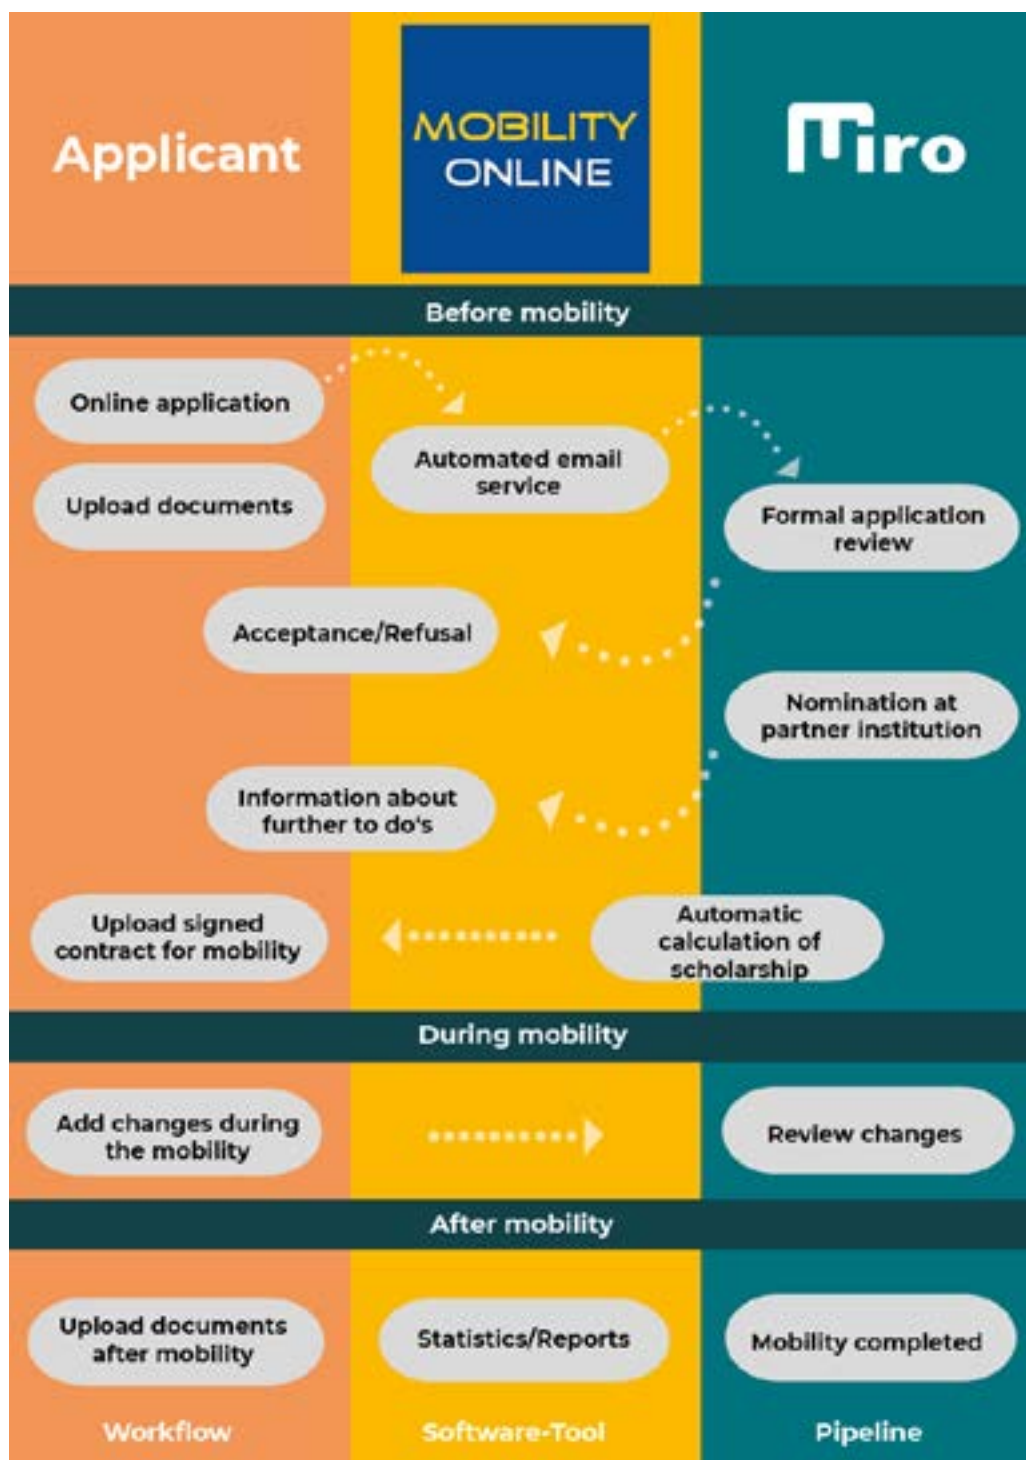 Applicant
MOBILITY
ONLINE
Miro
Before mobility
Online application
Automated email
service
Upload documents
Formal application
review
Acceptance/Refusal
Nomination at
partner institution
Information about
further to do's
Upload signed
contract for mobility
Automatic
calculation of
scholarship
During mobility
Add changes during
the mobility
Review changes
After mobility
Upload documents
after mobility
Statistics/Reports
Mobility completed
Workflow
Software-Tool
Pipeline